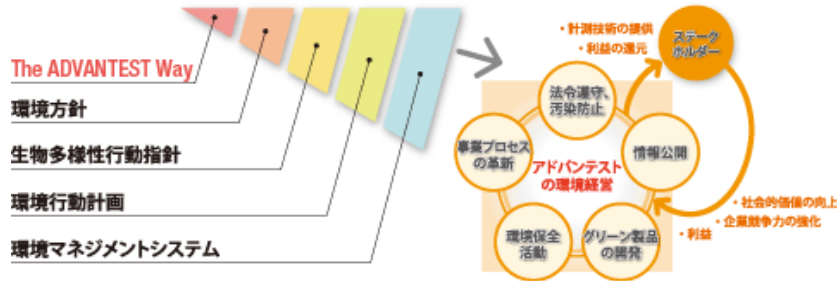 The ADVANTEST Way
環境方針
生物多様性行動指針
環境行動計画
環境マネジメントシステム
・計測技術の提供
・利益の還元
ステーク
ホルダー
法令遵守、
汚染防止
事業プロセス
の革新
情報公開
アドバンテスト
の環境経営
環境保全
活動
グリーン製品
の開発
・社会的価値の向上
・企業競争力の強化
・利益